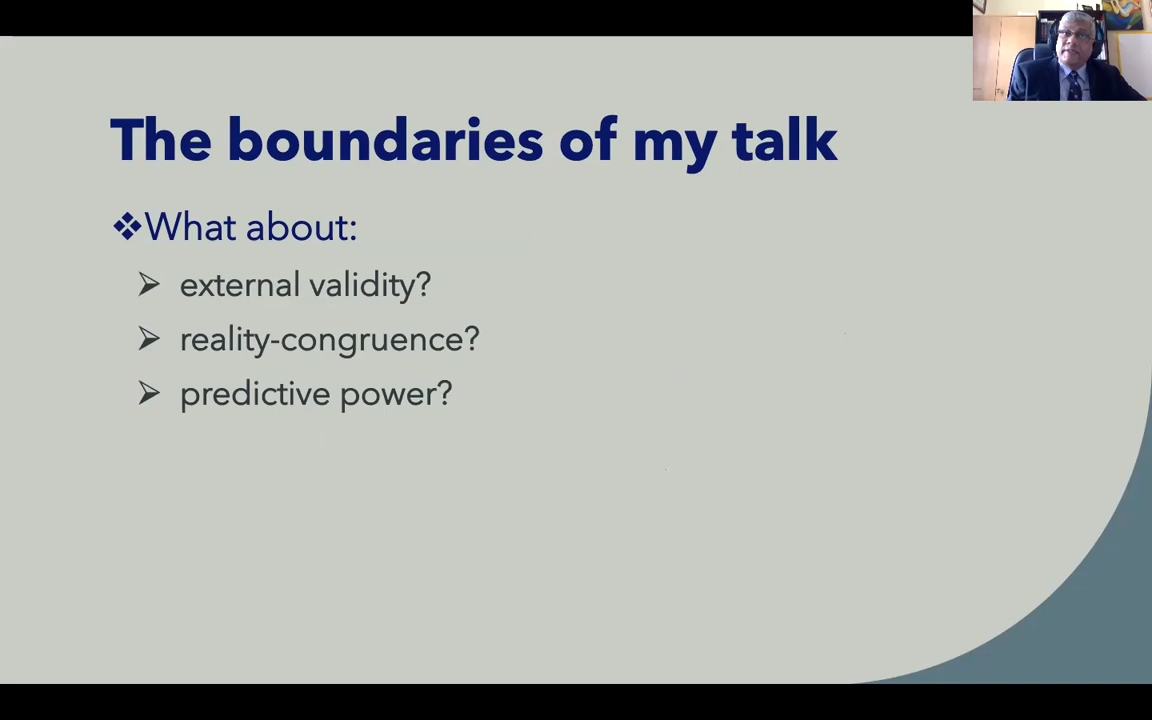 The boundaries of my talk
❖What about:
➢ external validity?
➢ reality-congruence?
➢ predictive power?